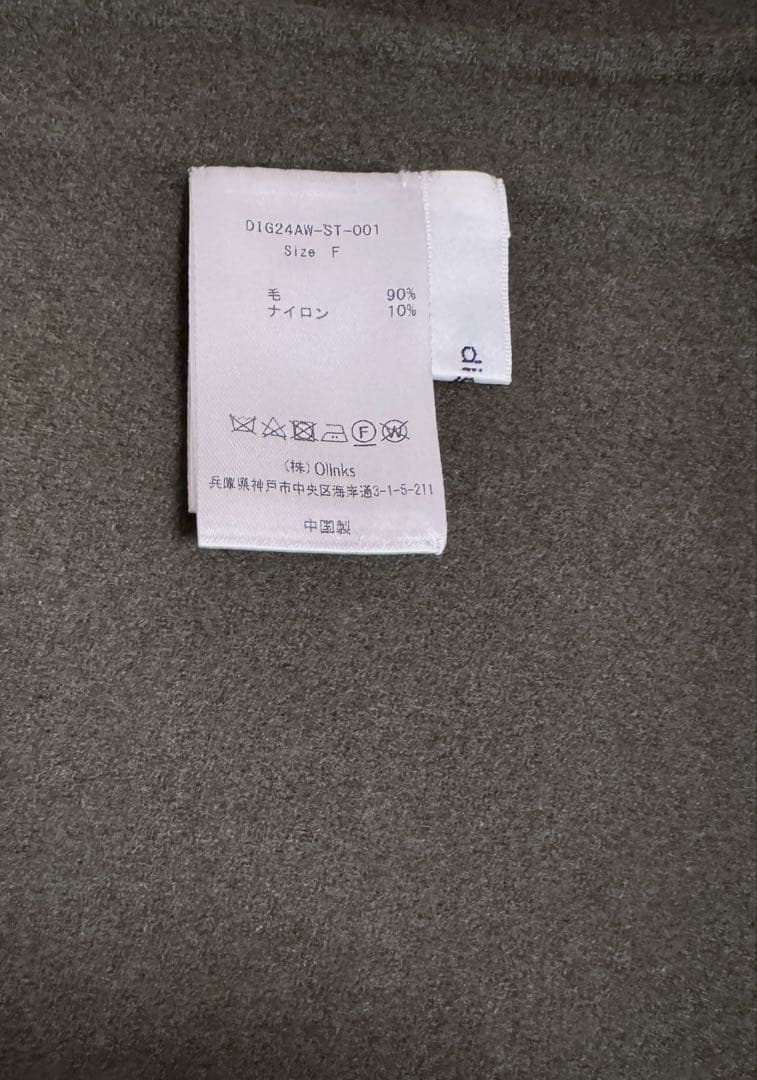 DIG24AW-ST-001
Size F
毛 90%
ナイロン 10%
F W
(株) Olinks
兵庫県神戸市中央区海岸通3-1-5-211
中国製